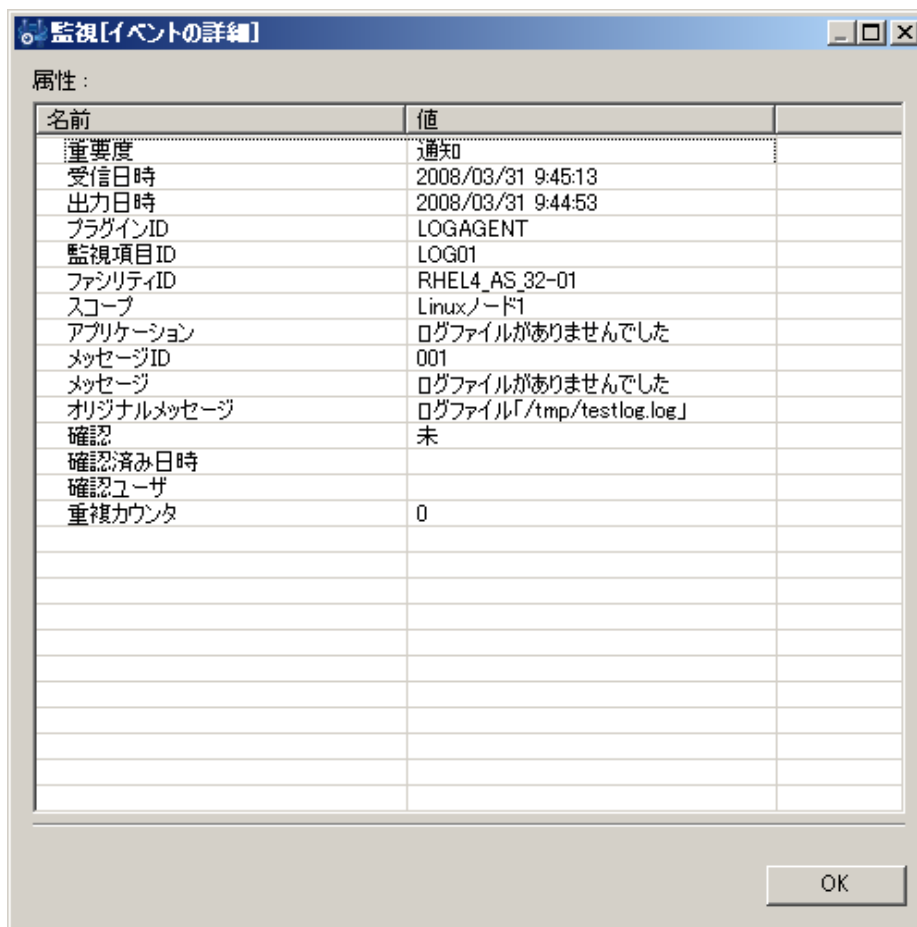 監視[イベントの詳細]
属性 :
名前 値
重要度 通知
受信日時 2008/03/31 9:45:13
出力日時 2008/03/31 9:44:53
プラグインID LOGAGENT
監視項目ID LOG01
ファシリティID RHEL4_AS_32-01
スコープ Linuxノード1
アプリケーション ログファイルがありませんでした
メッセージID 001
メッセージ ログファイルがありませんでした
オリジナルメッセージ ログファイル「/tmp/testlog.log」
確認 未
確認済み日時
確認ユーザ
重複カウンタ 0
OK